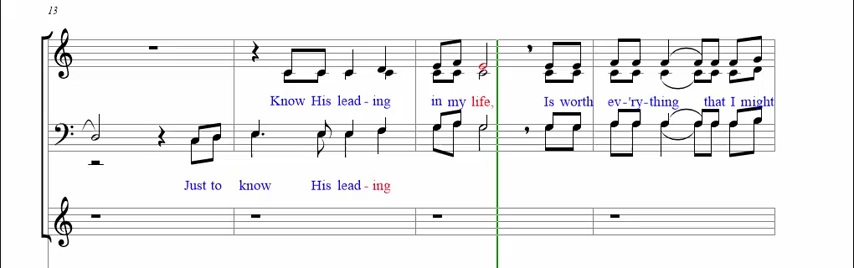 13
Know His lead - ing in my life, Is worth ev-'ry-thing that I might
Just to know His lead - ing